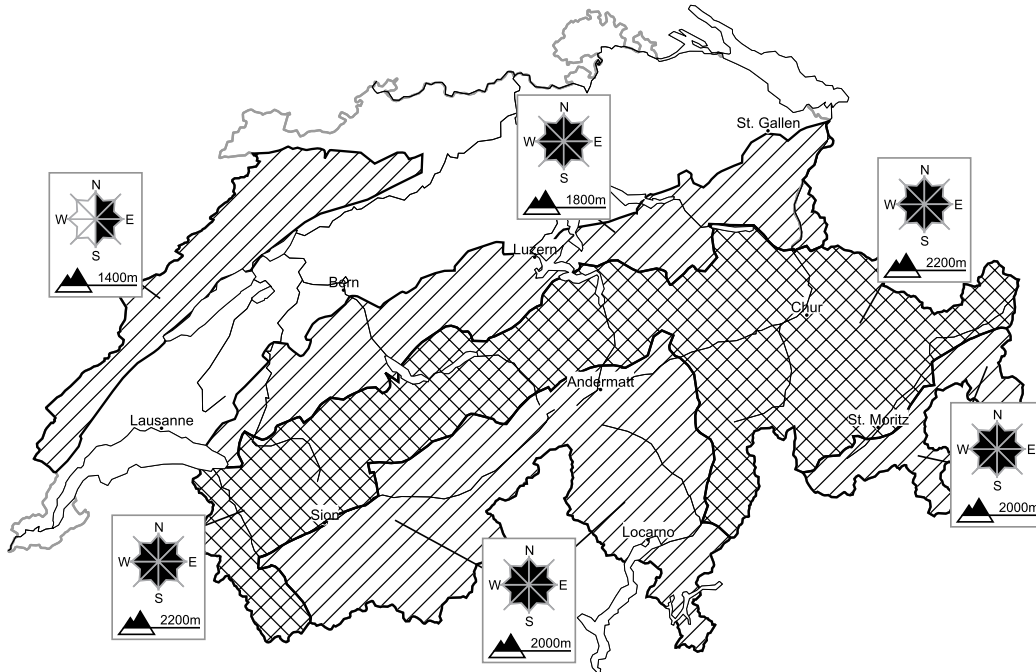 N
W E
S
1800m
St. Gallen
N
W E
S
2200m
N
W E
S
1400m
Luzern
Bern
Chur
Andermatt
St. Moritz
Lausanne
N
W E
S
2000m
Sion
Locarno
N
W E
S
2200m
N
W E
S
2000m